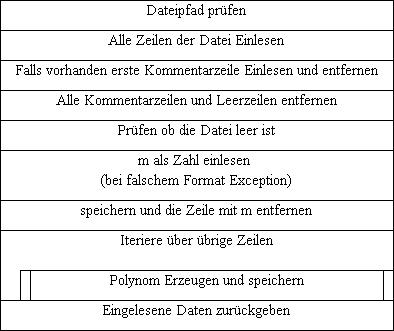 Dateipfad prüfen
Alle Zeilen der Datei Einlesen
Falls vorhanden erste Kommentarzeile Einlesen und entfernen
Alle Kommentarzeilen und Leerzeilen entfernen
Prüfen ob die Datei leer ist
m als Zahl einlesen
(bei falschem Format Exception)
speichern und die Zeile mit m entfernen
Iteriere über übrige Zeilen
Polynom Erzeugen und speichern
Eingelesene Daten zurückgeben